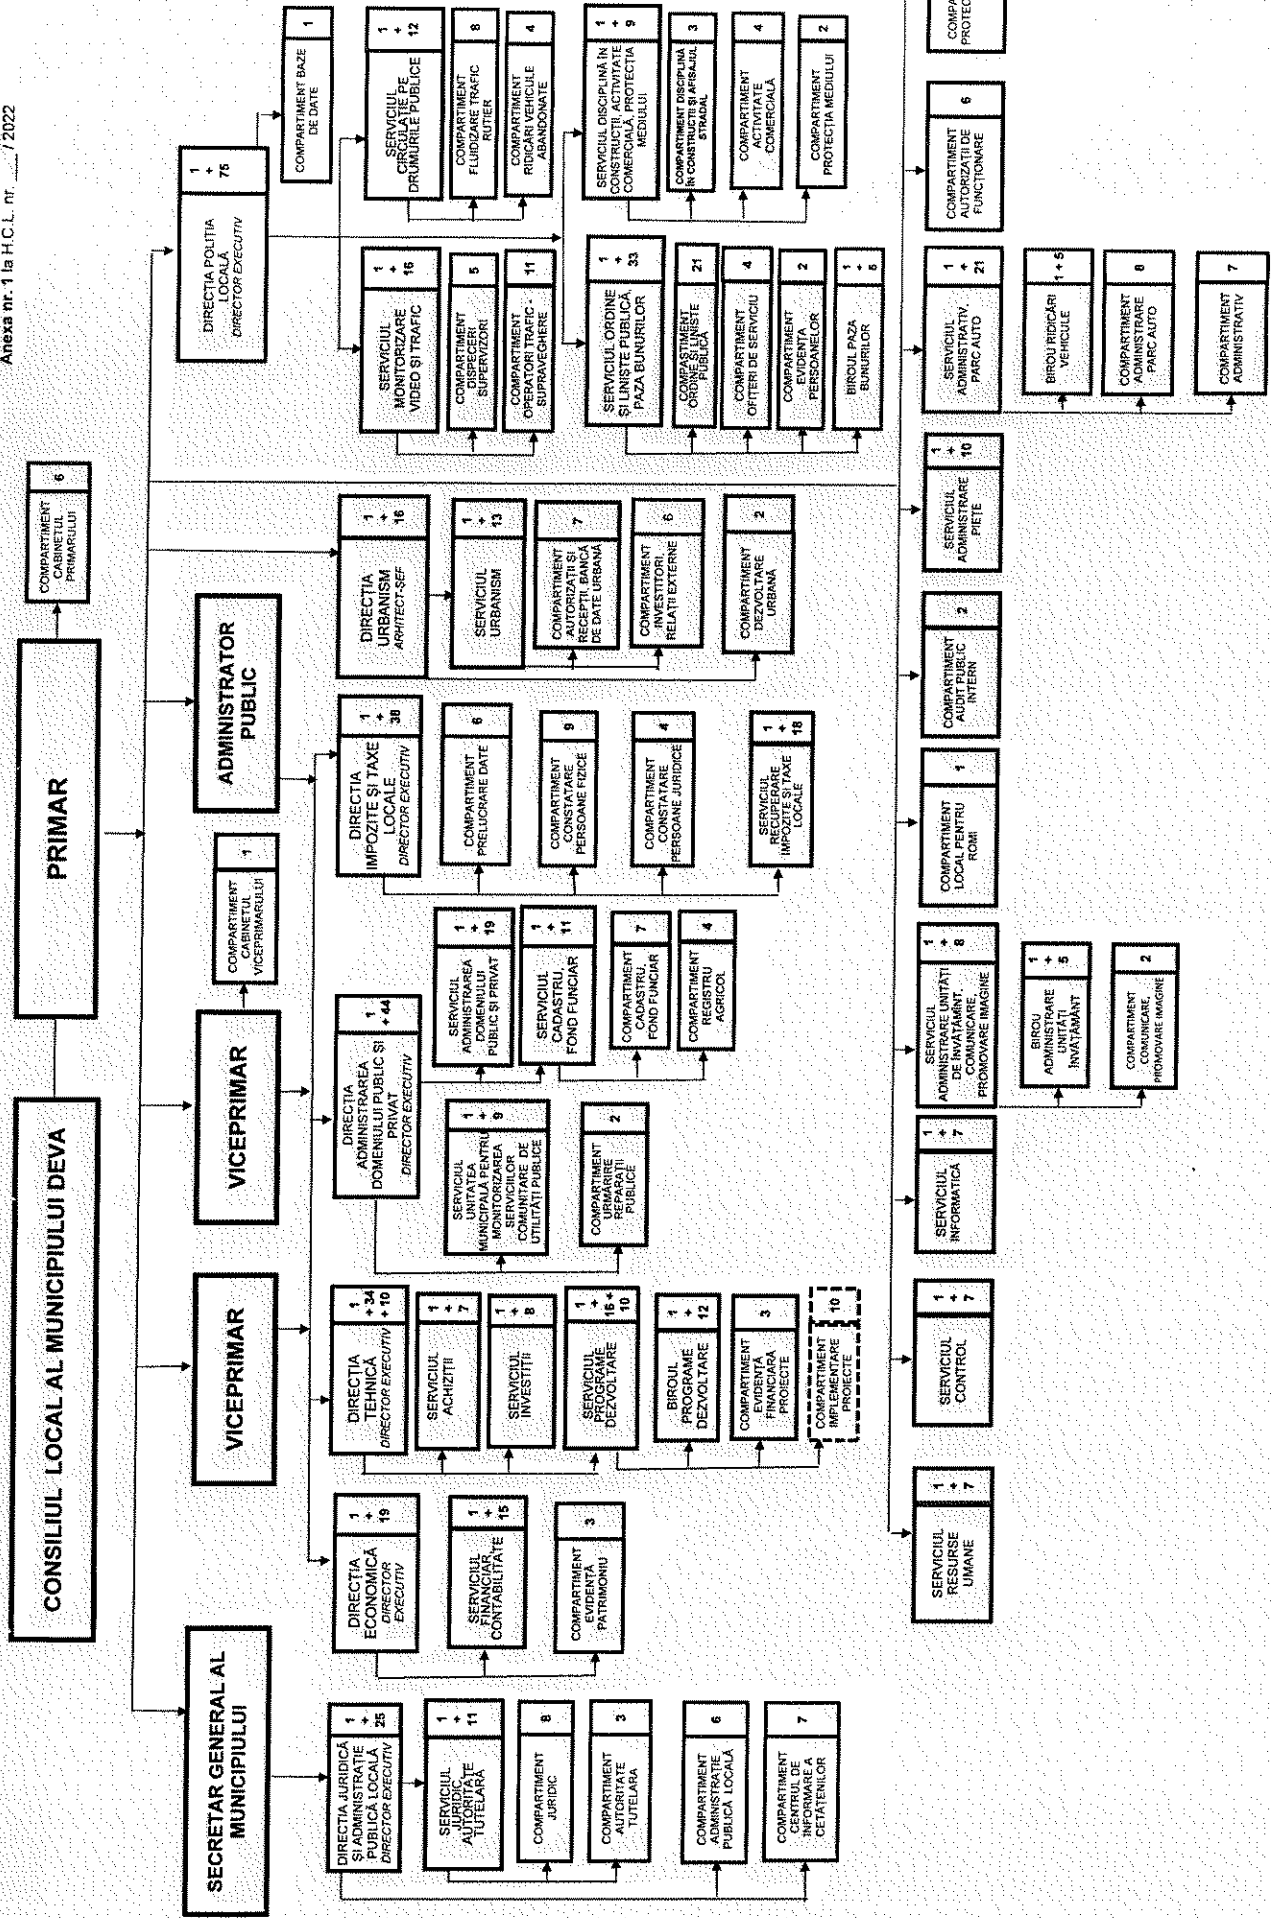 Anexa nr. 1 la H.C.L. nr. ___ / 2022
CONSILIUL LOCAL AL MUNICIPIULUI DEVA
PRIMAR
COMPARTIMENT
CABINETUL
PRIMARULUI
6
SECRETAR GENERAL AL
MUNICIPIULUI
VICEPRIMAR
VICEPRIMAR
COMPARTIMENT
CABINETUL
VICEPRIMARULUI
1
ADMINISTRATOR
PUBLIC
DIRECȚIA POLIȚIA
LOCALĂ
DIRECTOR EXECUTIV
1
+
75
COMPARTIMENT BAZE
DE DATE
1
DIRECȚIA JURIDICĂ
ȘI ADMINISTRAȚIE
PUBLICĂ LOCALĂ
DIRECTOR EXECUTIV
1
+
25
SERVICIUL
JURIDIC,
AUTORITATE
TUTELARĂ
1
+
11
COMPARTIMENT
JURIDIC
8
COMPARTIMENT
AUTORITATE
TUTELARA
3
COMPARTIMENT
ADMINISTRAȚIE
PUBLICĂ LOCALĂ
6
COMPARTIMENT
CENTRUL DE
INFORMARE A
CETĂȚENILOR
7
DIRECȚIA
ECONOMICĂ
DIRECTOR
EXECUTIV
1
+
19
SERVICIUL
FINANCIAR,
CONTABILITATE
1
+
15
COMPARTIMENT
EVIDENȚĂ
PATRIMONIU
3
DIRECȚIA
TEHNICĂ
DIRECTOR EXECUTIV
1
+34
+10
SERVICIUL
ACHIZIȚII
1
+
7
SERVICIUL
INVESTIȚII
1
+
8
SERVICIUL
PROGRAME
DEZVOLTARE
1
+
16 +
10
BIROUL
PROGRAME
DEZVOLTARE
1
+
12
COMPARTIMENT
EVIDENȚĂ
FINANCIARĂ
PROIECTE
3
COMPARTIMENT
IMPLEMENTARE
PROIECTE
10
DIRECȚIA
ADMINISTRAREA
DOMENIULUI PUBLIC ȘI
PRIVAT
DIRECTOR EXECUTIV
1
+ 44
SERVICIUL
UNITATEA
MUNICIPALĂ PENTRU
MONITORIZAREA
SERVICIILOR
COMUNITARE DE
UTILITĂȚI PUBLICE
1
+
9
COMPARTIMENT
URMĂRIRE
REPARAȚII
PUBLICE
2
SERVICIUL
ADMINISTRAREA
DOMENIULUI
PUBLIC ȘI PRIVAT
1
+
19
SERVICIUL
CADASTRU,
FOND FUNCIAR
1
+
11
COMPARTIMENT
CADASTRU,
FOND FUNCIAR
7
COMPARTIMENT
REGISTRU
AGRICOL
4
DIRECȚIA
IMPOZITE ȘI TAXE
LOCALE
DIRECTOR EXECUTIV
1
+
38
COMPARTIMENT
PRELUCRARE DATE
6
COMPARTIMENT
CONSTATARE
PERSOANE FIZICE
9
COMPARTIMENT
CONSTATARE
PERSOANE JURIDICE
4
SERVICIUL
RECUPERARE
IMPOZITE ȘI TAXE
LOCALE
1
+
18
DIRECȚIA
URBANISM
ARHITECT-SEF
1
+
16
SERVICIUL
URBANISM
1
+
13
COMPARTIMENT
AUTORIZAȚII ȘI
RECEPȚII, BANCĂ
DE DATE URBANĂ
7
COMPARTIMENT
INVESTITORI,
RELAȚII EXTERNE
6
COMPARTIMENT
DEZVOLTARE
URBANĂ
2
SERVICIUL
MONITORIZARE
VIDEO ȘI TRAFIC
1
+
16
COMPARTIMENT
DISPECERI
SUPERVIZORI
5
COMPARTIMENT
OPERATORI TRAFIC -
SUPRAVEGHERE
11
SERVICIUL
CIRCULAȚIE PE
DRUMURILE PUBLICE
1
+
12
COMPARTIMENT
FLUIDIZARE TRAFIC
RUTIER
8
COMPARTIMENT
RIDICĂRI VEHICULE
ABANDONATE
4
SERVICIUL ORDINE
ȘI LINISTE PUBLICĂ,
PAZA BUNURILOR
1
+
33
COMPASTIMENT
ORDINE ȘI LINISTE
PUBLICĂ
21
COMPARTIMENT
OFIȚERI DE SERVICIU
4
COMPARTIMENT
EVIDENȚA
PERSOANELOR
2
BIROUL PAZA
BUNURILOR
1
+
5
SERVICIUL DISCIPLINĂ ÎN
CONSTRUCȚII, ACTIVITATE
COMERCIALĂ, PROTECȚIA
MEDIULUI
1
+
9
COMPARTIMENT DISCIPLINĂ
ÎN CONSTRUCȚII ȘI AFISAJUL
STRADAL
3
COMPARTIMENT
ACTIVITATE
COMERCIALĂ
4
COMPARTIMENT
PROTECȚIA MEDIULUI
2
SERVICIUL
RESURSE
UMANE
1
+
7
SERVICIUL
CONTROL
1
+
7
SERVICIUL
INFORMATICĂ
1
+
7
SERVICIUL
ADMINISTRARE UNITĂȚI
DE ÎNVĂȚĂMÎNT,
COMUNICARE,
PROMOVARE IMAGINE
1
+
8
BIROU
ADMINISTRARE
UNITĂȚI
ÎNVĂȚĂMÂNT
1
+
5
COMPARTIMENT
COMUNICARE,
PROMOVARE IMAGINE
2
COMPARTIMENT
LOCAL PENTRU
ROMI
1
COMPARTIMENT
AUDIT PUBLIC
INTERN
2
SERVICIUL
ADMINISTRARE
PIEȚE
1
+
10
SERVICIUL
ADMINISTRATIV,
PARC AUTO
1
+
21
BIROU RIDICĂRI
VEHICULE
1 + 5
COMPARTIMENT
ADMINISTRARE
PARC AUTO
8
COMPARTIMENT
ADMINISTRATIV
7
COMPARTIMENT
AUTORIZAȚII DE
FUNCȚIONARE
6
COMPA
PROTEC